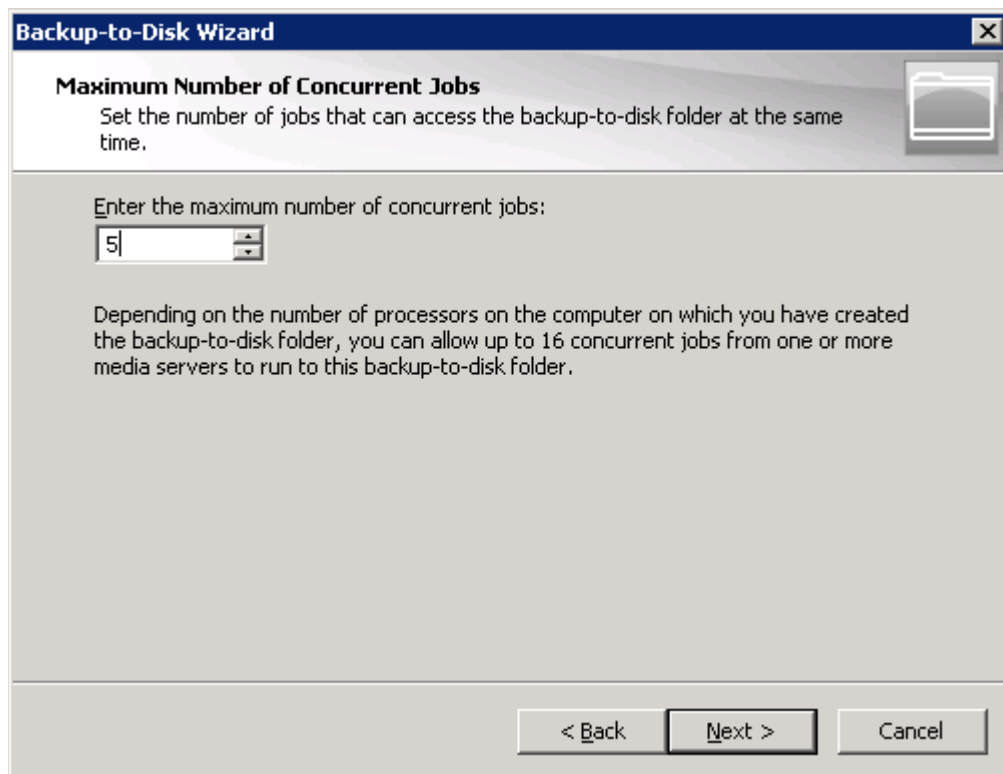 Backup-to-Disk Wizard
Maximum Number of Concurrent Jobs
Set the number of jobs that can access the backup-to-disk folder at the same
time.
Enter the maximum number of concurrent jobs:
5
Depending on the number of processors on the computer on which you have created
the backup-to-disk folder, you can allow up to 16 concurrent jobs from one or more
media servers to run to this backup-to-disk folder.
< Back Next > Cancel